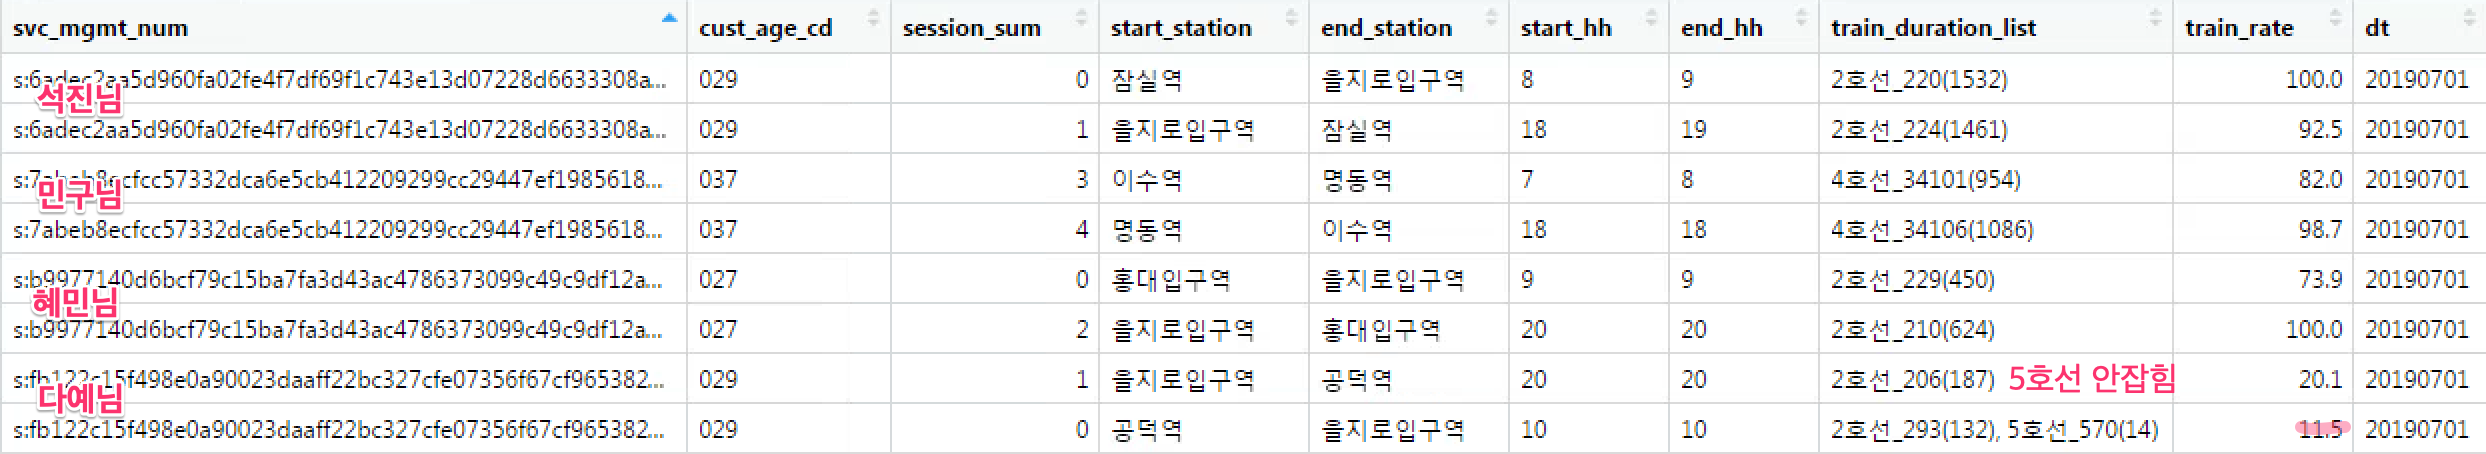 svc_mgmt_num cust_age_cd session_sum start_station end_station start_hh end_hh train_duration_list train_rate dt
s:6adec2aa5d960fa02fe4f7df69f1c743e13d07228d6633308a... 029 0 잠실역 을지로입구역 8 9 2호선_220(1532) 100.0 20190701
석진님
s:6adec2aa5d960fa02fe4f7df69f1c743e13d07228d6633308a... 029 1 을지로입구역 잠실역 18 19 2호선_224(1461) 92.5 20190701
s:7abeb8ecfcc57332dca6e5cb412209299cc29447ef1985618... 037 3 이수역 명동역 7 8 4호선_34101(954) 82.0 20190701
민구님
s:7abeb8ecfcc57332dca6e5cb412209299cc29447ef1985618... 037 4 명동역 이수역 18 18 4호선_34106(1086) 98.7 20190701
s:b9977140d6bcf79c15ba7fa3d43ac4786373099c49c9df12a... 027 0 홍대입구역 을지로입구역 9 9 2호선_229(450) 73.9 20190701
혜민님
s:b9977140d6bcf79c15ba7fa3d43ac4786373099c49c9df12a... 027 2 을지로입구역 홍대입구역 20 20 2호선_210(624) 100.0 20190701
s:fb122c15f498e0a90023daaff22bc327cfe07356f67cf965382... 029 1 을지로입구역 공덕역 20 20 2호선_206(187) 5호선 안잡힘 20.1 20190701
다예님
s:fb122c15f498e0a90023daaff22bc327cfe07356f67cf965382... 029 0 공덕역 을지로입구역 10 10 2호선_293(132), 5호선_570(14) 11.5 20190701